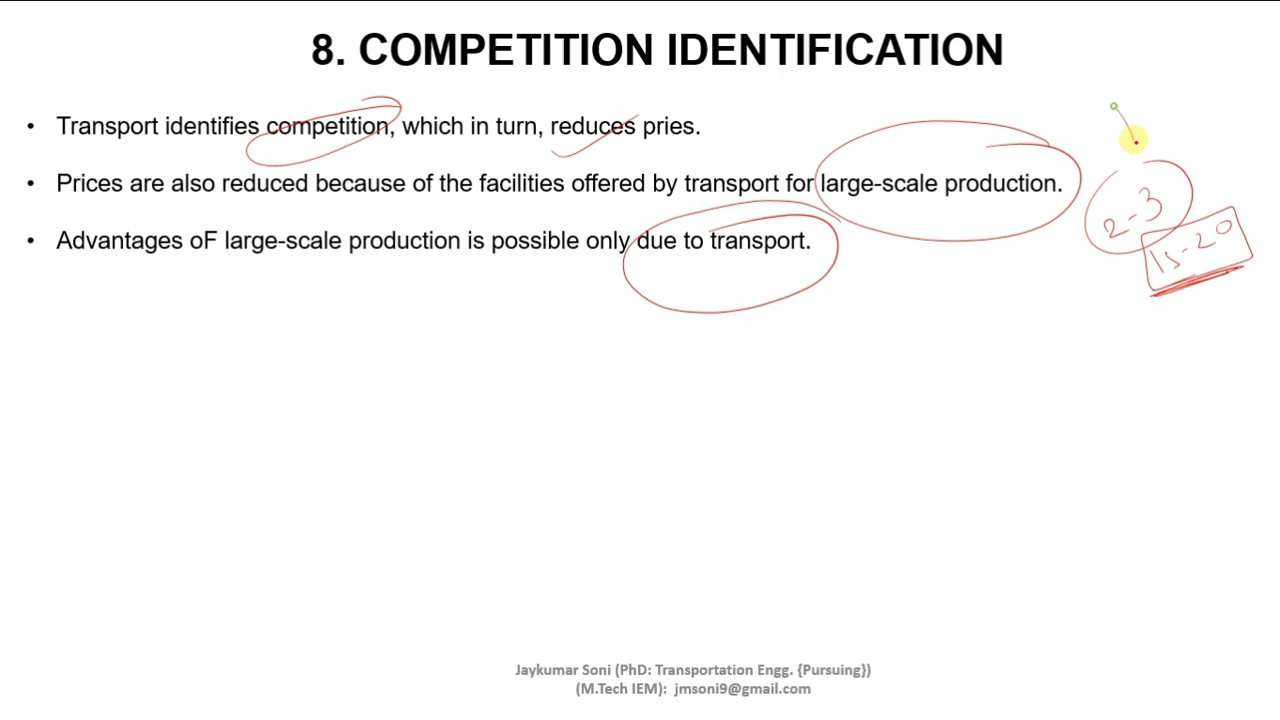 8. COMPETITION IDENTIFICATION
• Transport identifies competition, which in turn, reduces pries.
• Prices are also reduced because of the facilities offered by transport for large-scale production.
2-3
• Advantages oF large-scale production is possible only due to transport.
15-20
Jaykumar Soni (PhD: Transportation Engg. {Pursuing})
(M.Tech IEM): jmsoni9@gmail.com